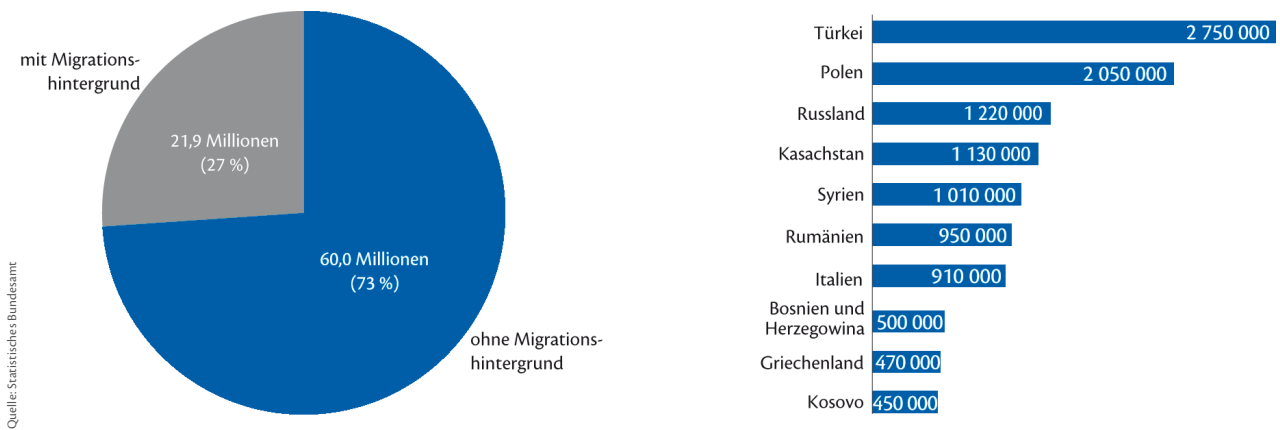 mit Migrations-
hintergrund
21,9 Millionen
(27 %)
60,0 Millionen
(73 %)
ohne Migrations-
hintergrund
Quelle: Statistisches Bundesamt
Türkei 2 750 000
Polen 2 050 000
Russland 1 220 000
Kasachstan 1 130 000
Syrien 1 010 000
Rumänien 950 000
Italien 910 000
Bosnien und
Herzegowina 500 000
Griechenland 470 000
Kosovo 450 000